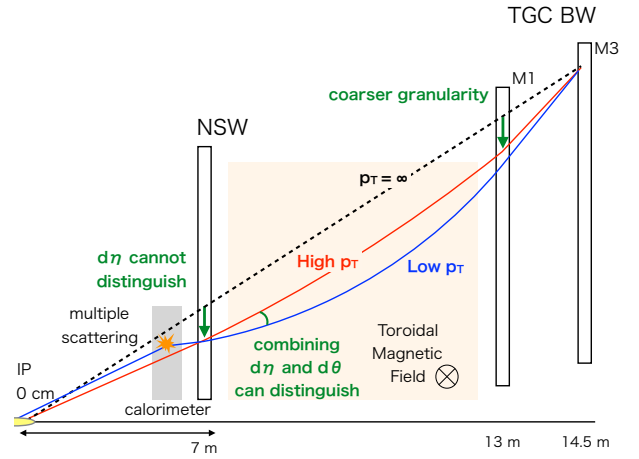 TGC BW
M3
M1
coarser granularity
NSW
pT = ∞
dη cannot
distinguish
High pT
Low pT
multiple
scattering
combining
dη and dθ
can distinguish
Toroidal
Magnetic
Field
IP
0 cm
calorimeter
7 m
13 m
14.5 m